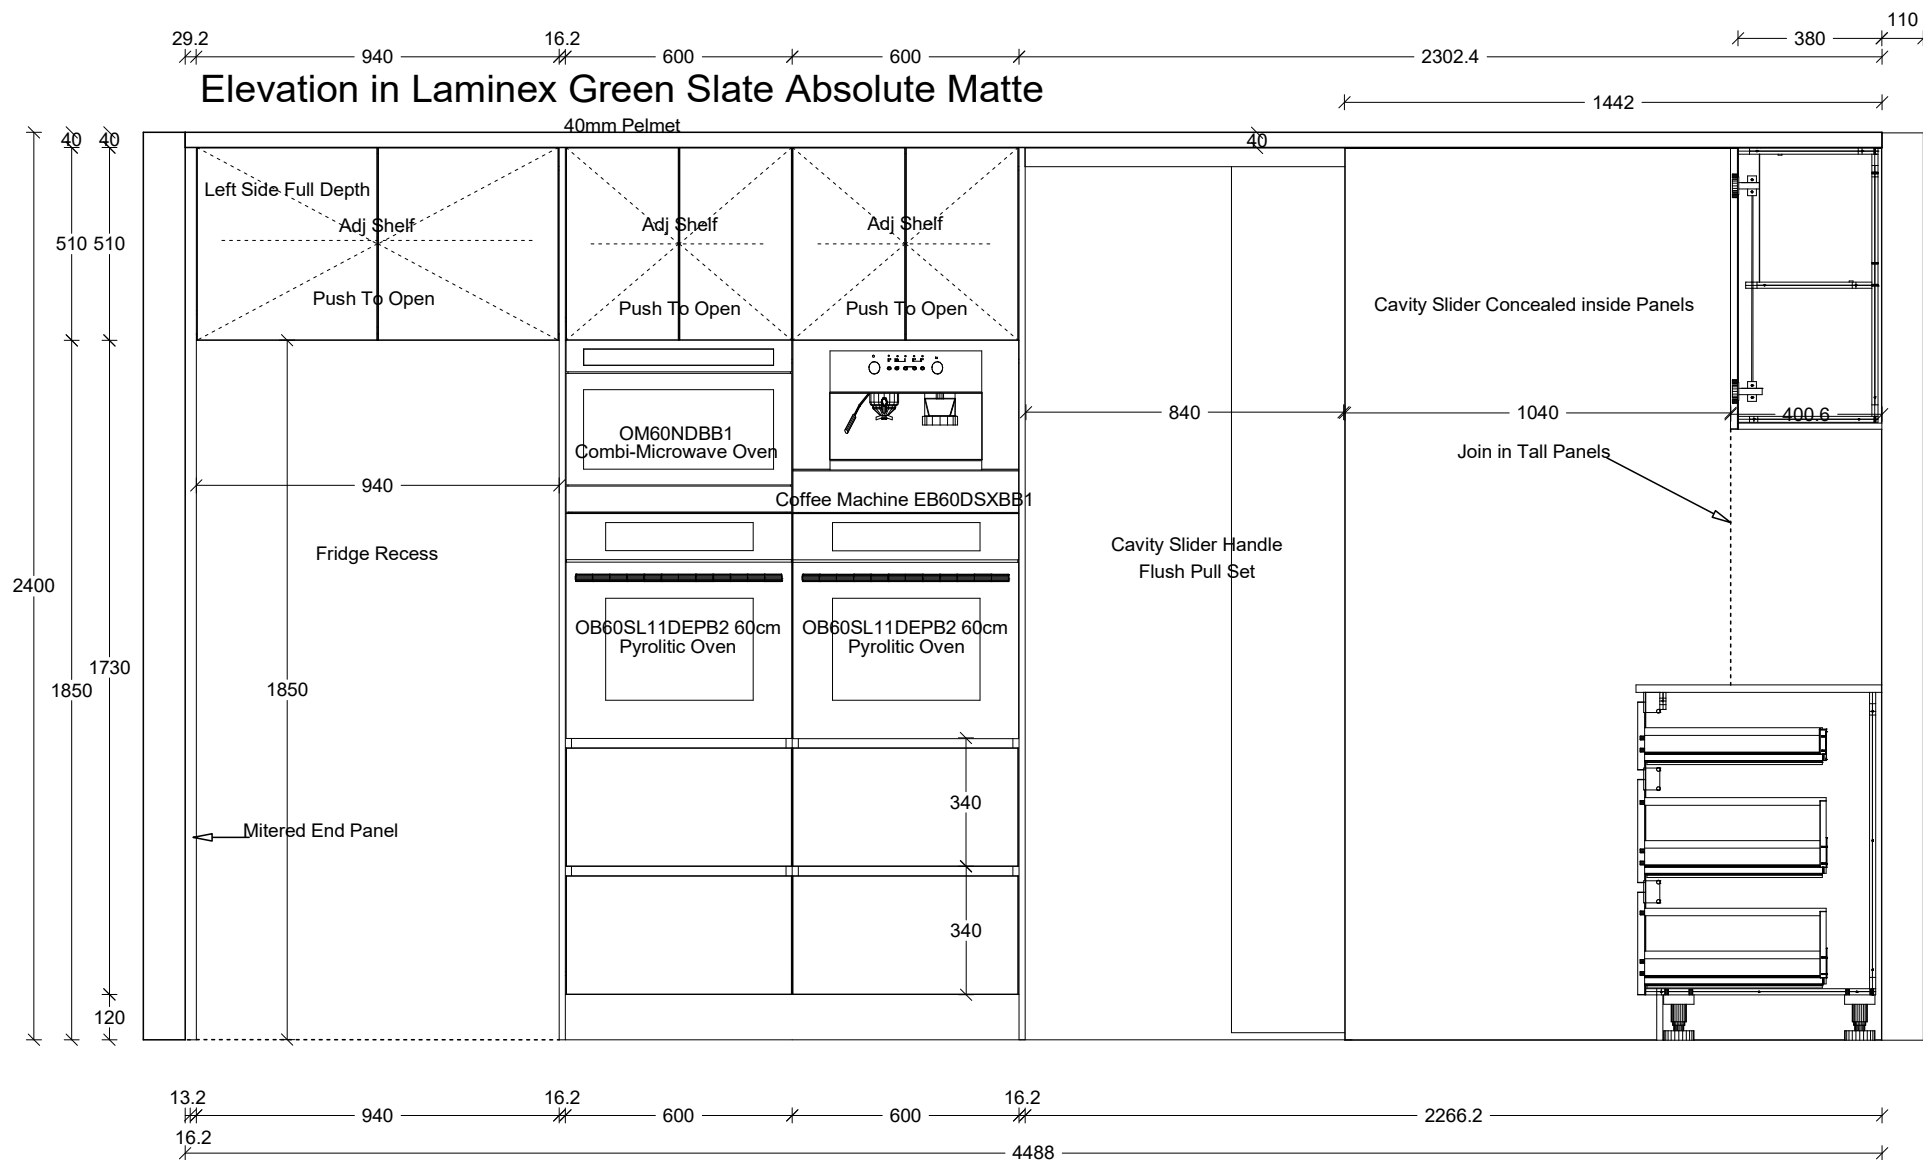 110
29.2
16.2
380
940
600
600
2302.4
Elevation in Laminex Green Slate Absolute Matte
1442
40mm Pelmet
40
40
40
Left Side Full Depth
Adj Shelf
Adj Shelf
Adj Shelf
510
510
Push To Open
Push To Open
Push To Open
Cavity Slider Concealed inside Panels
840
1040
400.6
OM60NDBB1
Combi-Microwave Oven
Join in Tall Panels
940
Coffee Machine EB60DSXBB1
Fridge Recess
Cavity Slider Handle
Flush Pull Set
2400
OB60SL11DEPB2 60cm
Pyrolitic Oven
OB60SL11DEPB2 60cm
Pyrolitic Oven
1730
1850
1850
340
Mitered End Panel
340
120
13.2
16.2
16.2
940
600
600
2266.2
16.2
4488